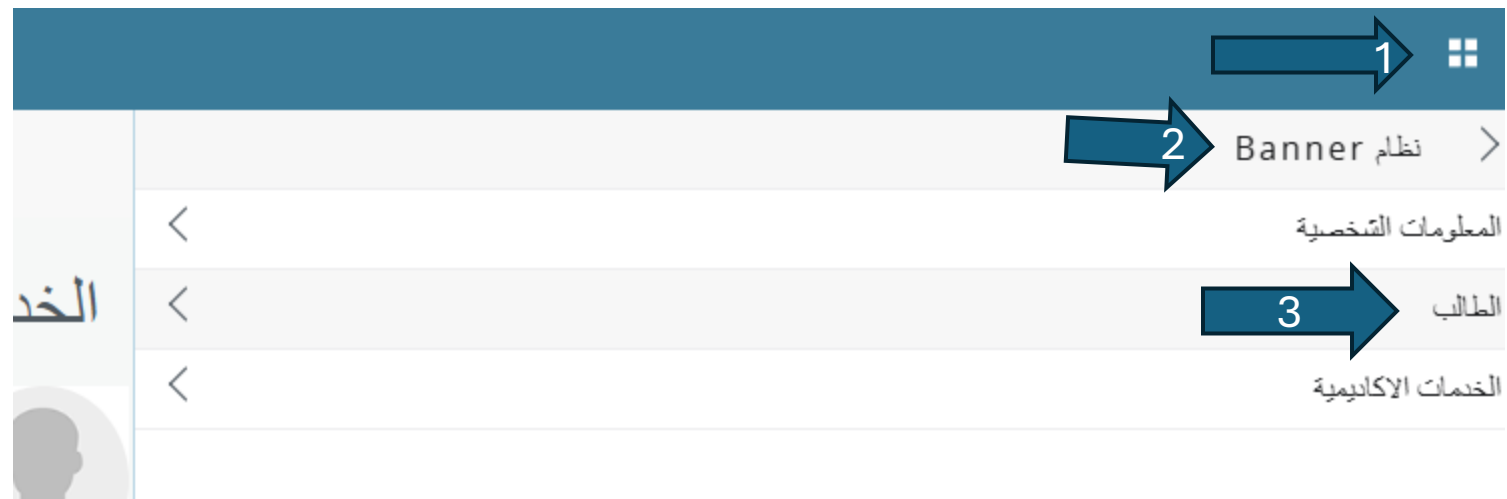 1
نظام Banner 2
المعلومات الشخصية
الطالب 3
الخد
الخدمات الاكاديمية